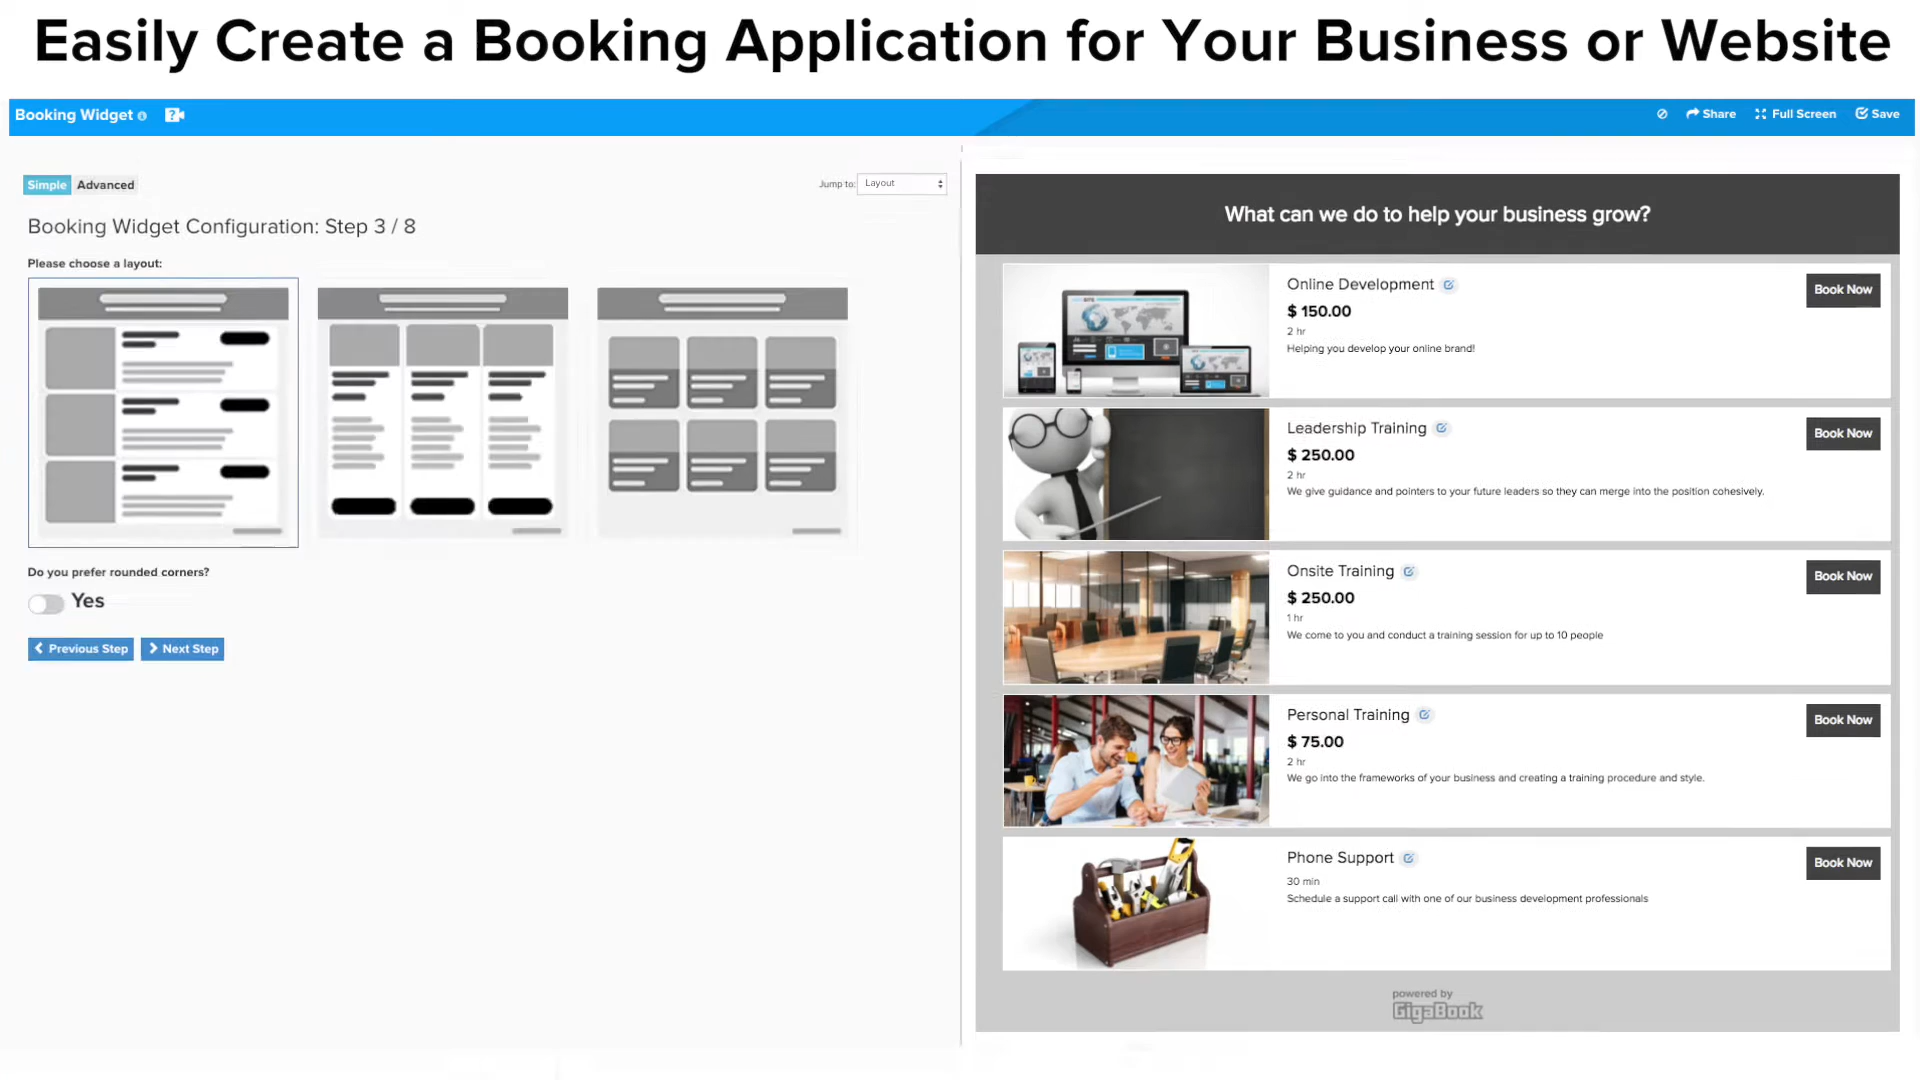 Easily Create a Booking Application for Your Business or Website
Booking Widget
Share
Full Screen
Save
Simple
Advanced
Jump to:
Layout
Booking Widget Configuration: Step 3 / 8
Please choose a layout:
Do you prefer rounded corners?
Yes
Previous Step
Next Step
What can we do to help your business grow?
Online Development
$ 150.00
2 hr
Helping you develop your online brand!
Book Now
Leadership Training
$ 250.00
2 hr
We give guidance and pointers to your future leaders so they can merge into the position cohesively.
Book Now
Onsite Training
$ 250.00
1 hr
We come to you and conduct a training session for up to 10 people
Book Now
Personal Training
$ 75.00
2 hr
We go into the frameworks of your business and creating a training procedure and style.
Book Now
Phone Support
30 min
Schedule a support call with one of our business development professionals
Book Now
powered by
GigaBook